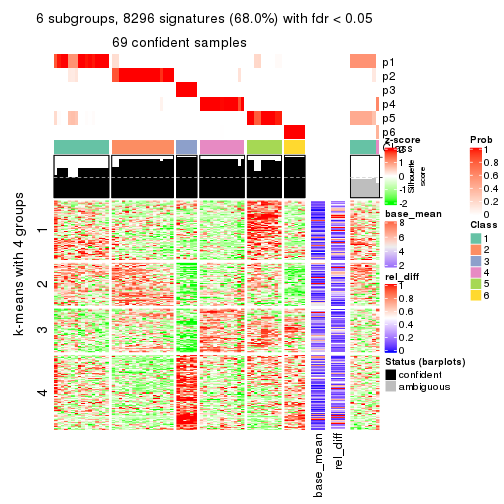 6 subgroups, 8296 signatures (68.0%) with fdr < 0.05
69 confident samples
p1
p2
p3
p4
p5
p6
Class
z-score
2
1
0
-1
-2
Silhouette
score
k-means with 4 groups
1
2
3
4
base_mean
8
6
4
2
rel_diff
1
0.8
0.6
0.4
0.2
0
Status (barplots)
confident
ambiguous
Prob
1
0.8
0.6
0.4
0.2
0
Class
1
2
3
4
5
6
base_mean
rel_diff